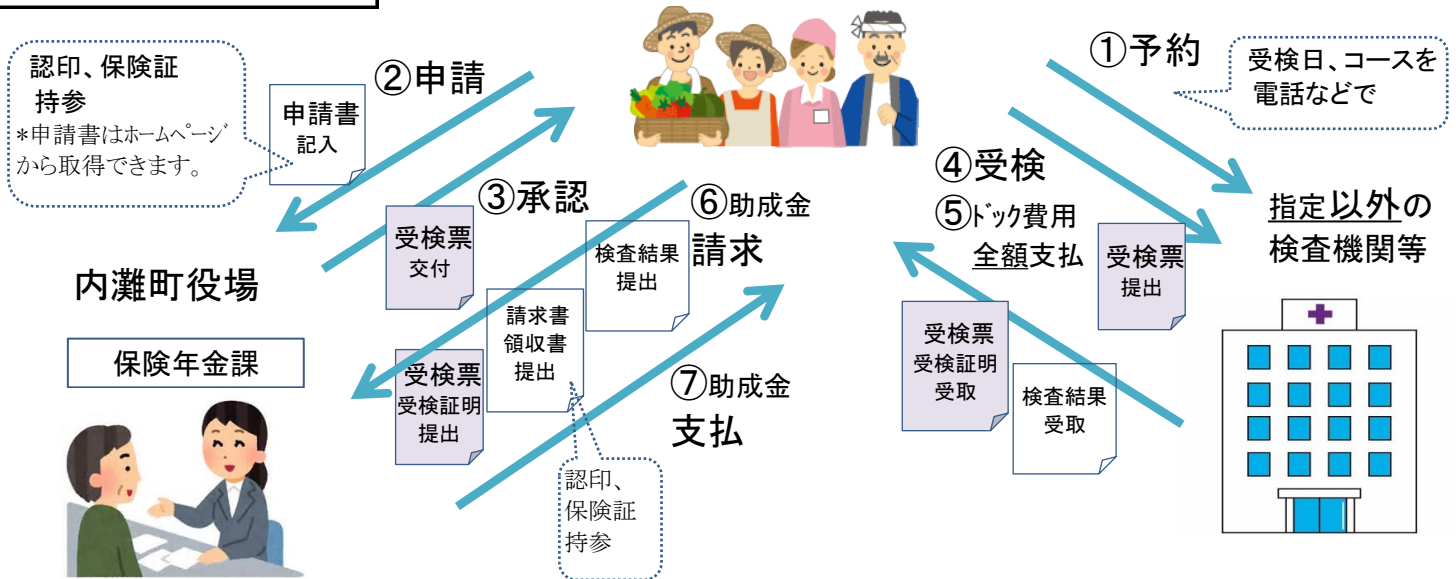 認印、保険証
持参
*申請書はホームページ
から取得できます。
申請書
記入
②申請
①予約
受検日、コースを
電話などで
③承認
受検票
交付
⑥助成金
請求
検査結果
提出
請求書
領収書
提出
受検票
受検証明
提出
認印、
保険証
持参
⑦助成金
支払
④受検
⑤ドック費用
全額支払
受検票
提出
受検票
受検証明
受取
検査結果
受取
指定以外の
検査機関等
内灘町役場
保険年金課